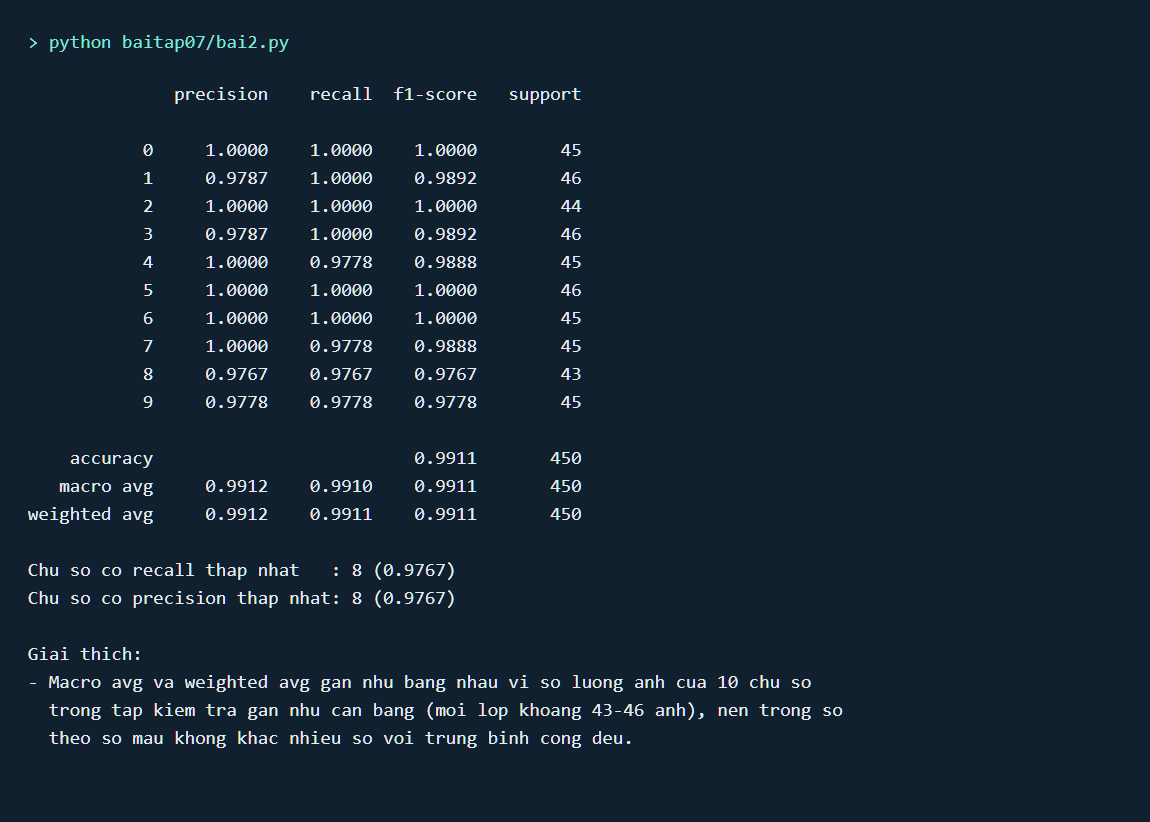 > python baitap07/bai2.py
precision recall f1-score support
0 1.0000 1.0000 1.0000 45
1 0.9787 1.0000 0.9892 46
2 1.0000 1.0000 1.0000 44
3 0.9787 1.0000 0.9892 46
4 1.0000 0.9778 0.9888 45
5 1.0000 1.0000 1.0000 46
6 1.0000 1.0000 1.0000 45
7 1.0000 0.9778 0.9888 45
8 0.9767 0.9767 0.9767 43
9 0.9778 0.9778 0.9778 45
accuracy 0.9911 450
macro avg 0.9912 0.9910 0.9911 450
weighted avg 0.9912 0.9911 0.9911 450
Chu so co recall thap nhat : 8 (0.9767)
Chu so co precision thap nhat: 8 (0.9767)
Giai thich:
- Macro avg va weighted avg gan nhu bang nhau vi so luong anh cua 10 chu so
trong tap kiem tra gan nhu can bang (moi lop khoang 43-46 anh), nen trong so
theo so mau khong khac nhieu so voi trung binh cong deu.